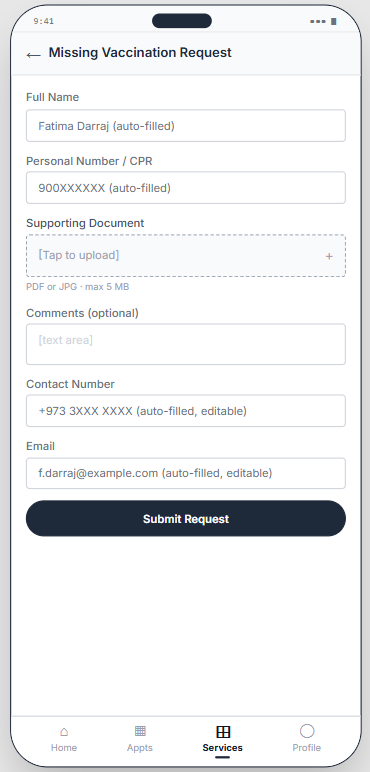 9:41
← Missing Vaccination Request
Full Name
Fatima Darraj (auto-filled)
Personal Number / CPR
900XXXXXX (auto-filled)
Supporting Document
[Tap to upload] +
PDF or JPG · max 5 MB
Comments (optional)
[text area]
Contact Number
+973 3XXX XXXX (auto-filled, editable)
Email
f.darraj@example.com (auto-filled, editable)
Submit Request
Home Appts Services Profile